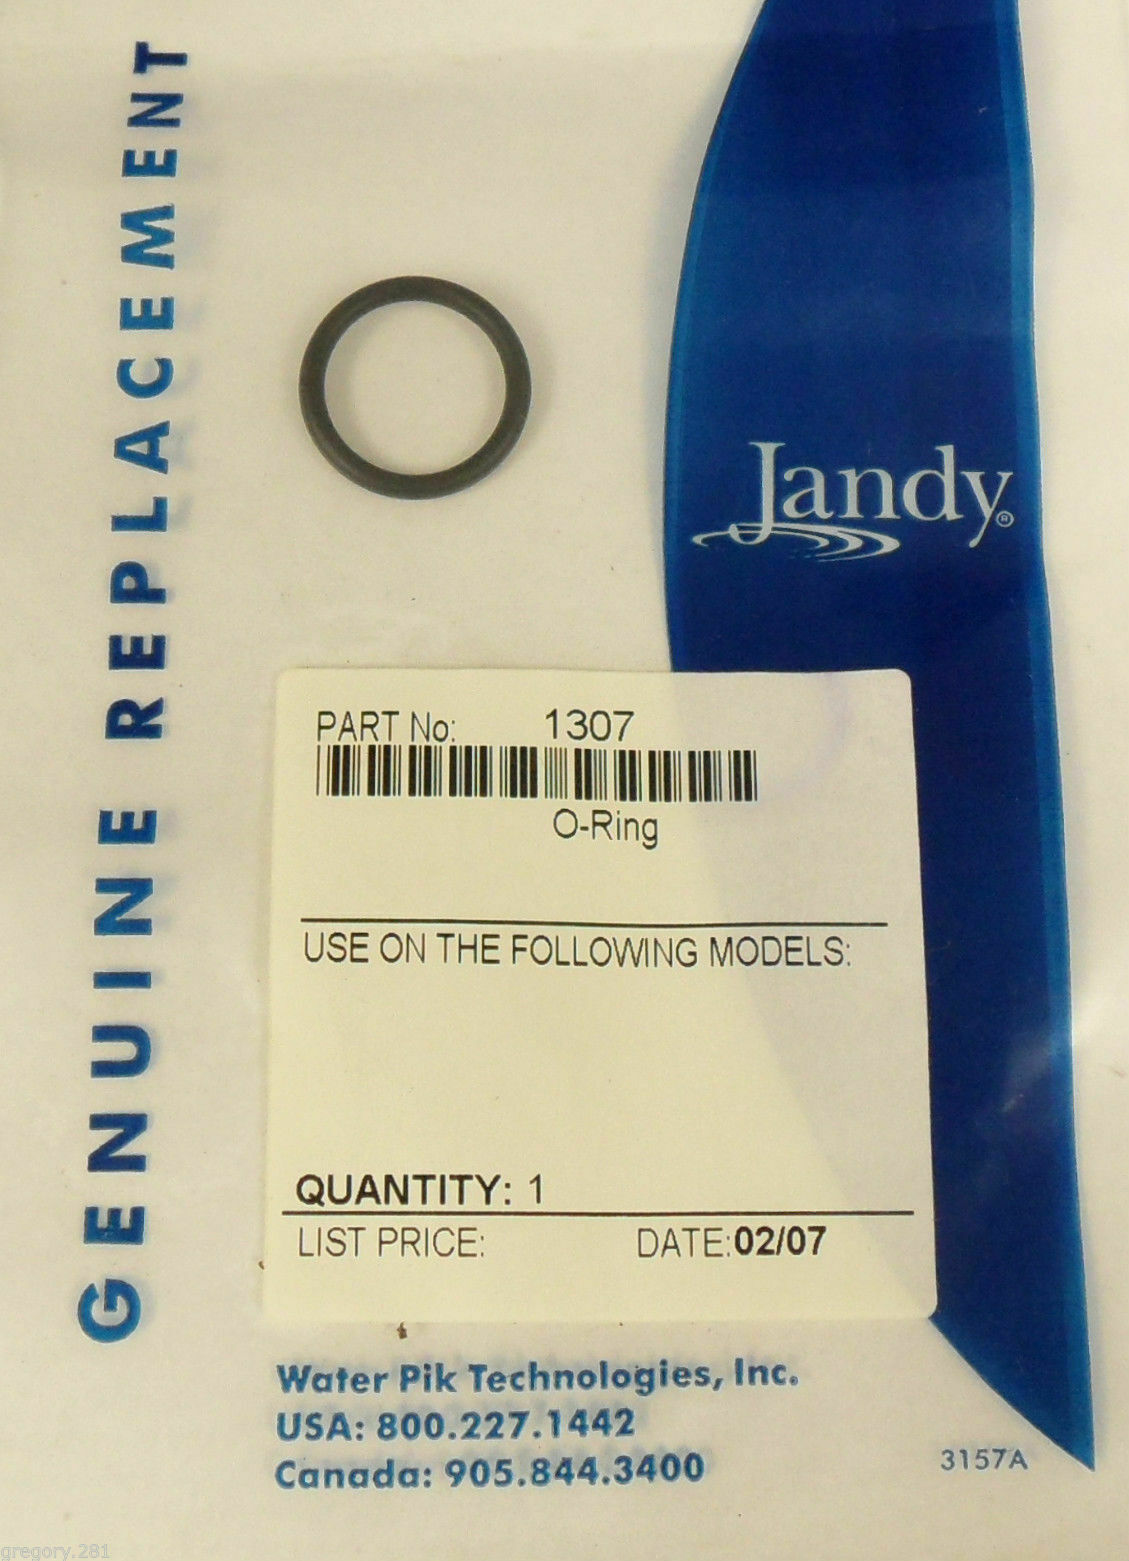 GENUINE REPLACEMENT
Jandy®
PART No: 1307
O-Ring
USE ON THE FOLLOWING MODELS:
QUANTITY: 1
LIST PRICE: DATE:02/07
Water Pik Technologies, Inc.
USA: 800.227.1442
Canada: 905.844.3400
3157A
gregory.281